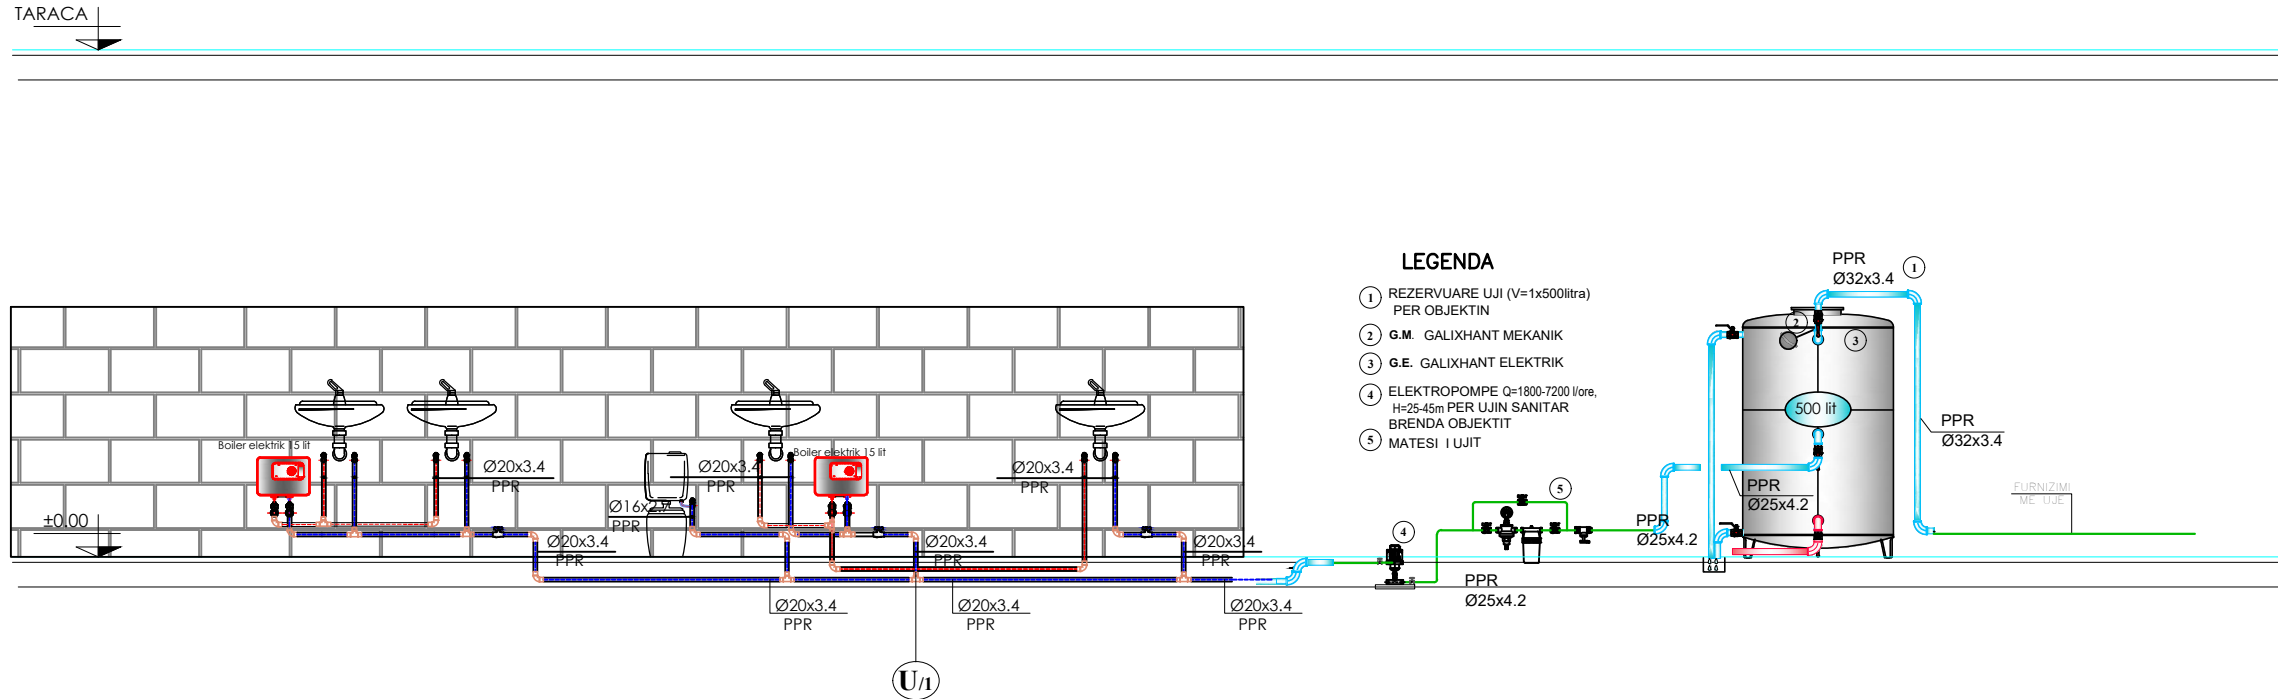 TARACA
LEGENDA
1 REZERVUARE UJI (V=1x500litra)
PER OBJEKTIN
2 G.M. GALIXHANT MEKANIK
3 G.E. GALIXHANT ELEKTRIK
4 ELEKTROPOMPE Q=1800-7200 l/ore,
H=25-45m PER UJIN SANITAR
BRENDA OBJEKTIT
5 MATESI I UJIT
PPR
Ø32x3.4
1
2
3
500 lit
PPR
Ø32x3.4
PPR
Ø25x4.2
FURNIZIMI
ME UJE
Boiler elektrik 15 lit
Boiler elektrik 15 lit
Ø20x3.4
PPR
Ø20x3.4
PPR
Ø20x3.4
PPR
Ø16x2.7
PPR
±0.00
5
4
PPR
Ø25x4.2
Ø20x3.4
PPR
Ø20x3.4
PPR
Ø20x3.4
PPR
PPR
Ø25x4.2
Ø20x3.4
PPR
Ø20x3.4
PPR
Ø20x3.4
PPR
U/1